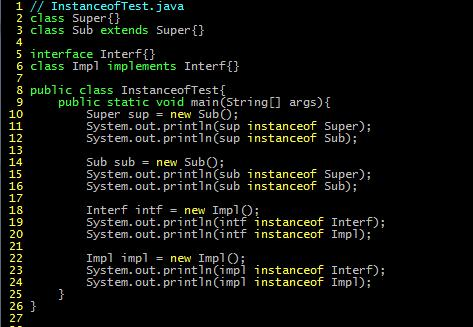 1 // InstanceofTest.java
2 class Super{}
3 class Sub extends Super{}
4
5 interface Interf{}
6 class Impl implements Interf{}
7
8 public class InstanceofTest{
9     public static void main(String[] args){
10         Super sup = new Sub();
11         System.out.println(sup instanceof Super);
12         System.out.println(sup instanceof Sub);
13
14         Sub sub = new Sub();
15         System.out.println(sub instanceof Super);
16         System.out.println(sub instanceof Sub);
17
18         Interf intf = new Impl();
19         System.out.println(intf instanceof Interf);
20         System.out.println(intf instanceof Impl);
21
22         Impl impl = new Impl();
23         System.out.println(impl instanceof Interf);
24         System.out.println(impl instanceof Impl);
25     }
26 }
27